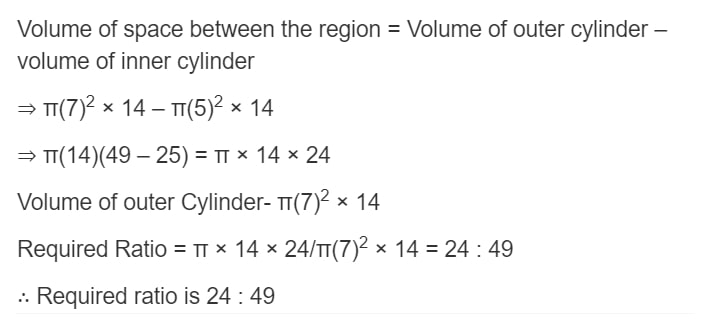 Volume of space between the region = Volume of outer cylinder –
volume of inner cylinder
⇒ π(7)² × 14 – π(5)² × 14
⇒ π(14)(49 – 25) = π × 14 × 24
Volume of outer Cylinder- π(7)² × 14
Required Ratio = π × 14 × 24/π(7)² × 14 = 24 : 49
∴ Required ratio is 24 : 49